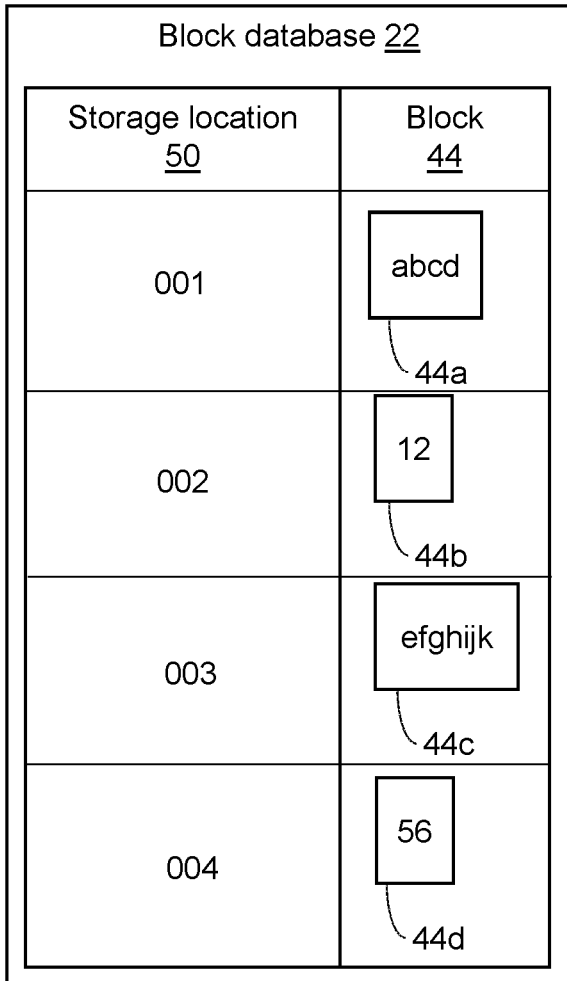 Block database 22
Storage location Block
50 44
001 abcd
44a
002 12
44b
003 efghijk
44c
004 56
44d